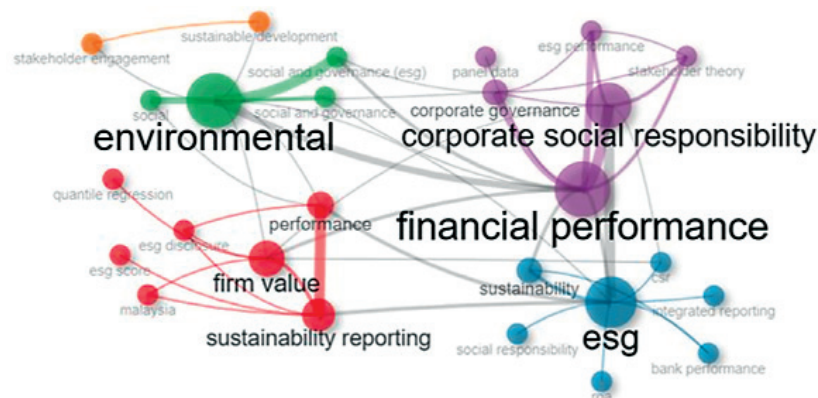 sustainable development
stakeholder engagement
esg performance
social and governance (esg)
panel data
stakeholder theory
social
social and governance
corporate governance
environmental
corporate social responsibility
quantile regression
performance
financial performance
esg disclosure
esg score
firm value
sustainability
csr
malaysia
integrated reporting
sustainability reporting
esg
social responsibility
bank performance
roa